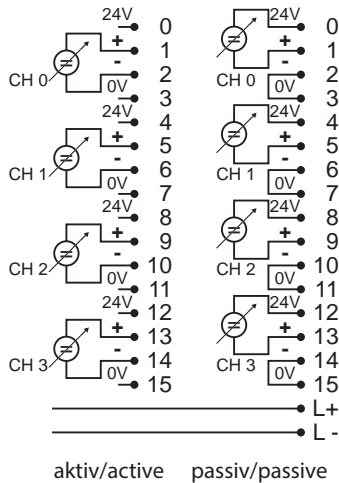 24V 0 24V 0
+ 1 + 1
- 2 - 2
CH 0 0V 3 CH 0 0V 3
24V 4 24V 4
+ 5 + 5
- 6 - 6
CH 1 0V 7 CH 1 0V 7
24V 8 24V 8
+ 9 + 9
- 10 - 10
CH 2 0V 11 CH 2 0V 11
24V 12 24V 12
+ 13 + 13
- 14 - 14
CH 3 0V 15 CH 3 0V 15
L+
L -
aktiv/active passiv/passive